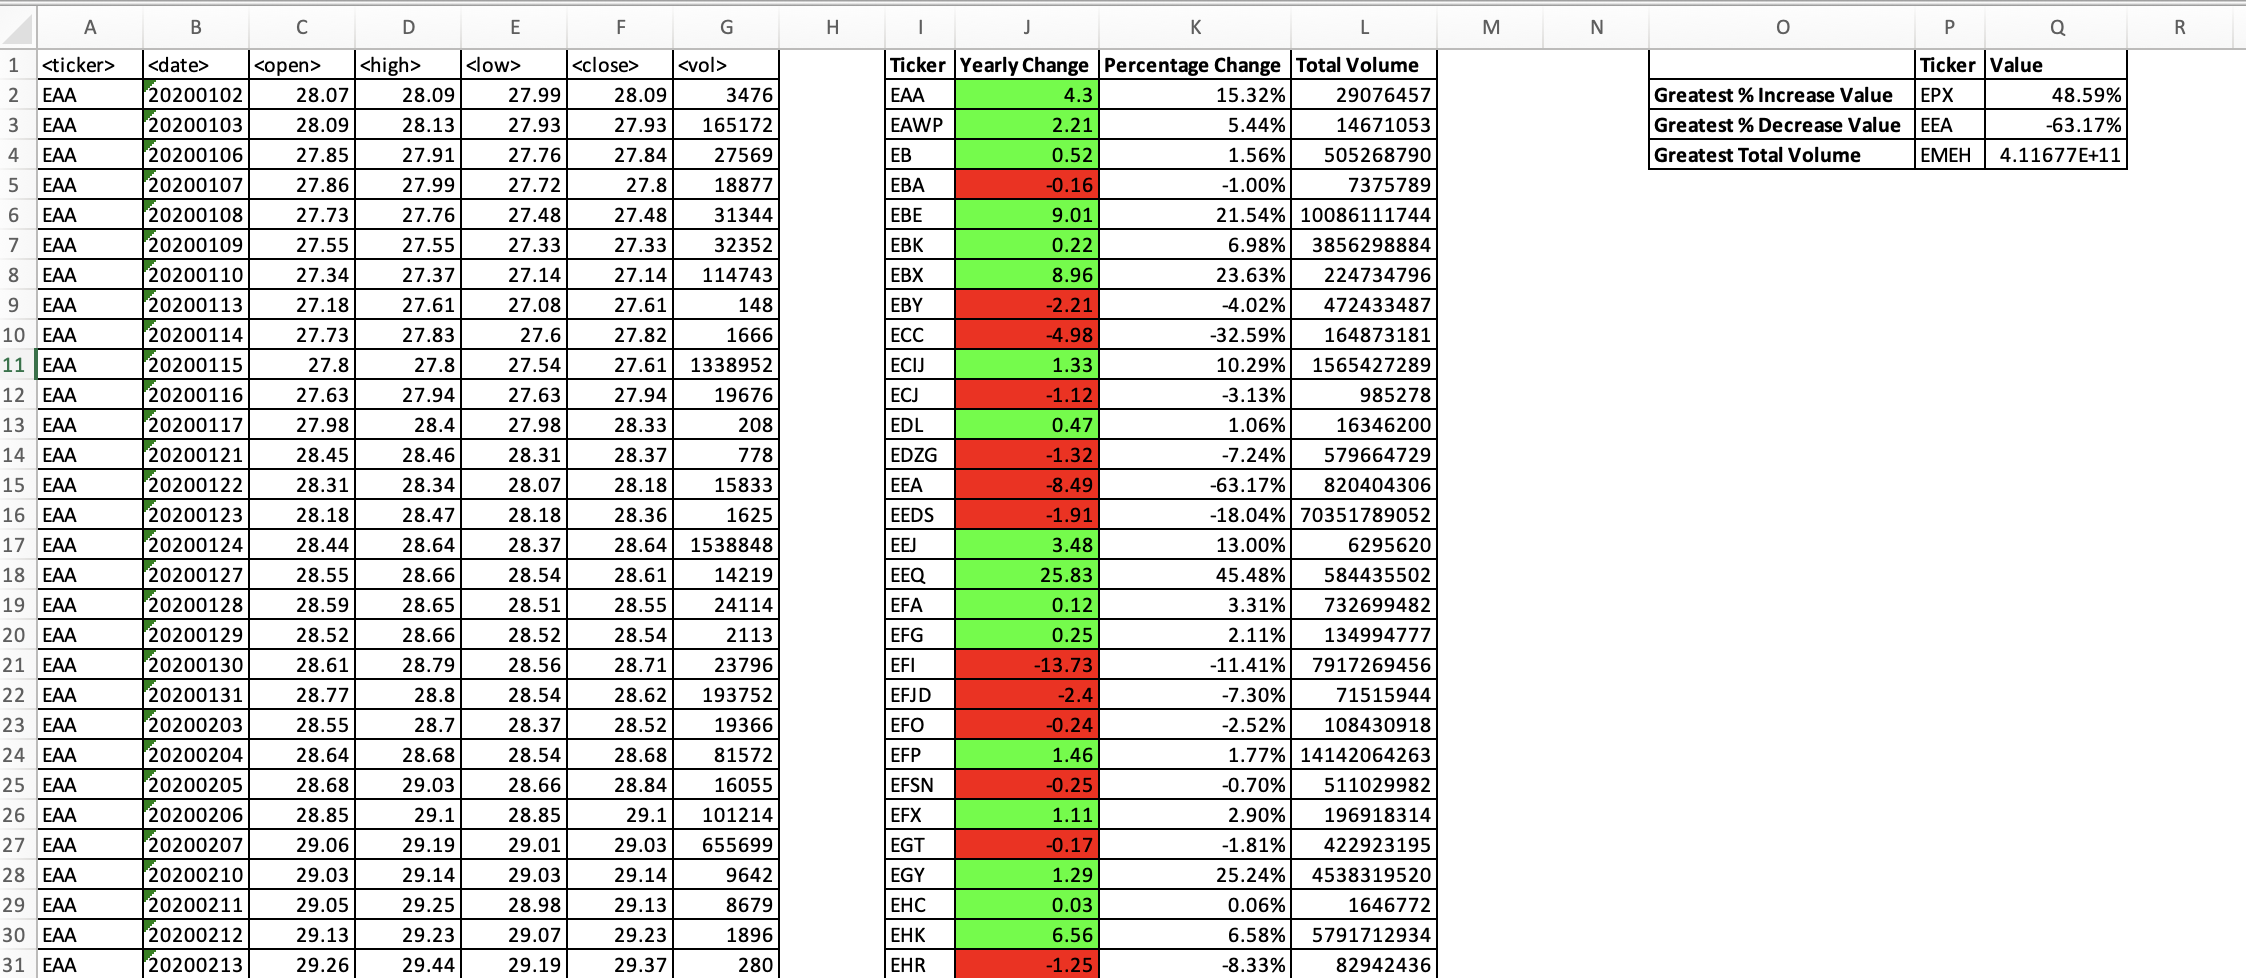 A B C D E F G H I J K L M N O P Q R
1 <ticker> <date> <open> <high> <low> <close> <vol> Ticker Yearly Change Percentage Change Total Volume Ticker Value
2 EAA 20200102 28.07 28.09 27.99 28.09 3476 EAA 4.3 15.32% 29076457 Greatest % Increase Value EPX 48.59%
3 EAA 20200103 28.09 28.13 27.93 27.93 165172 EAWP 2.21 5.44% 14671053 Greatest % Decrease Value EEA -63.17%
4 EAA 20200106 27.85 27.91 27.76 27.84 27569 EB 0.52 1.56% 505268790 Greatest Total Volume EMEH 4.11677E+11
5 EAA 20200107 27.86 27.99 27.72 27.8 18877 EBA -0.16 -1.00% 7375789
6 EAA 20200108 27.73 27.76 27.48 27.48 31344 EBE 9.01 21.54% 10086111744
7 EAA 20200109 27.55 27.55 27.33 27.33 32352 EBK 0.22 6.98% 3856298884
8 EAA 20200110 27.34 27.37 27.14 27.14 114743 EBX 8.96 23.63% 224734796
9 EAA 20200113 27.18 27.61 27.08 27.61 148 EBY -2.21 -4.02% 472433487
10 EAA 20200114 27.73 27.83 27.6 27.82 1666 ECC -4.98 -32.59% 164873181
11 EAA 20200115 27.8 27.8 27.54 27.61 1338952 ECIJ 1.33 10.29% 1565427289
12 EAA 20200116 27.63 27.94 27.63 27.94 19676 ECJ -1.12 -3.13% 985278
13 EAA 20200117 27.98 28.4 27.98 28.33 208 EDL 0.47 1.06% 16346200
14 EAA 20200121 28.45 28.46 28.31 28.37 778 EDZG -1.32 -7.24% 579664729
15 EAA 20200122 28.31 28.34 28.07 28.18 15833 EEA -8.49 -63.17% 820404306
16 EAA 20200123 28.18 28.47 28.18 28.36 1625 EEDS -1.91 -18.04% 70351789052
17 EAA 20200124 28.44 28.64 28.37 28.64 1538848 EEJ 3.48 13.00% 6295620
18 EAA 20200127 28.55 28.66 28.54 28.61 14219 EEQ 25.83 45.48% 584435502
19 EAA 20200128 28.59 28.65 28.51 28.55 24114 EFA 0.12 3.31% 732699482
20 EAA 20200129 28.52 28.66 28.52 28.54 2113 EFG 0.25 2.11% 134994777
21 EAA 20200130 28.61 28.79 28.56 28.71 23796 EFI -13.73 -11.41% 7917269456
22 EAA 20200131 28.77 28.8 28.54 28.62 193752 EFJD -2.4 -7.30% 71515944
23 EAA 20200203 28.55 28.7 28.37 28.52 19366 EFO -0.24 -2.52% 108430918
24 EAA 20200204 28.64 28.68 28.54 28.68 81572 EFP 1.46 1.77% 14142064263
25 EAA 20200205 28.68 29.03 28.66 28.84 16055 EFSN -0.25 -0.70% 511029982
26 EAA 20200206 28.85 29.1 28.85 29.1 101214 EFX 1.11 2.90% 196918314
27 EAA 20200207 29.06 29.19 29.01 29.03 655699 EGT -0.17 -1.81% 422923195
28 EAA 20200210 29.03 29.14 29.03 29.14 9642 EGY 1.29 25.24% 4538319520
29 EAA 20200211 29.05 29.25 28.98 29.13 8679 EHC 0.03 0.06% 1646772
30 EAA 20200212 29.13 29.23 29.07 29.23 1896 EHK 6.56 6.58% 5791712934
31 EAA 20200213 29.26 29.44 29.19 29.37 280 EHR -1.25 -8.33% 82942436